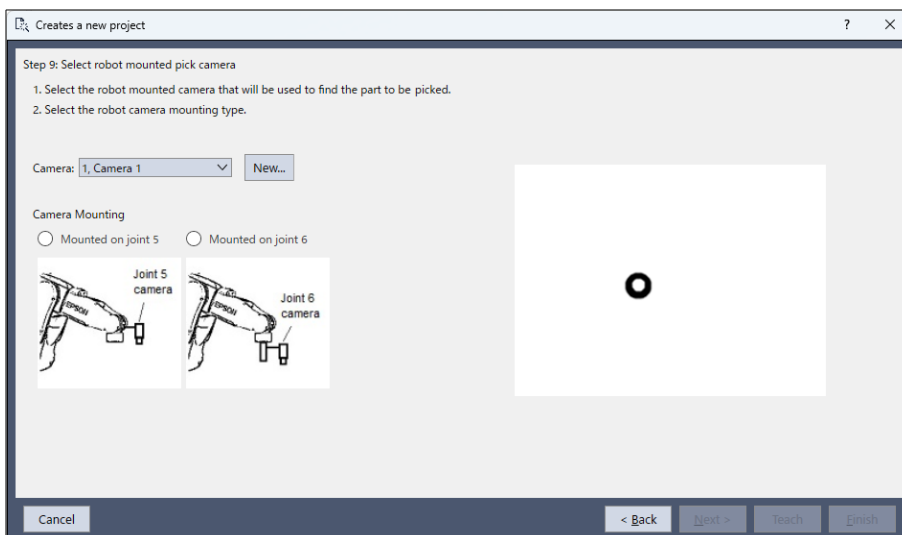 Creates a new project
?
Step 9: Select robot mounted pick camera
1. Select the robot mounted camera that will be used to find the part to be picked.
2. Select the robot camera mounting type.
Camera: 1, Camera 1 New...
Camera Mounting
Mounted on joint 5 Mounted on joint 6
Joint 5
camera
EPSON
Joint 6
camera
EPSON
Cancel < Back Next > Teach Finish